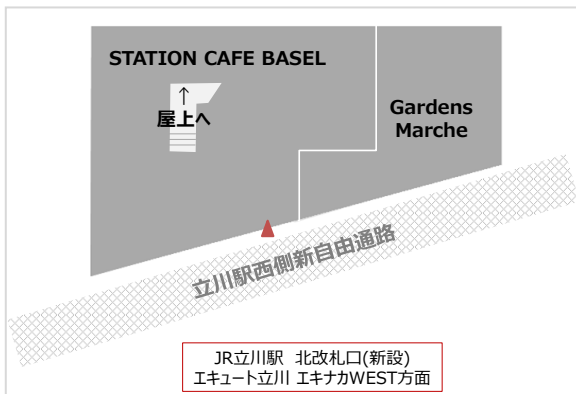 STATION CAFE BASEL
↑
屋上へ
Gardens
Marche
立川駅西側新自由通路
JR立川駅 北改札口(新設)
エキュート立川 エキナカWEST方面